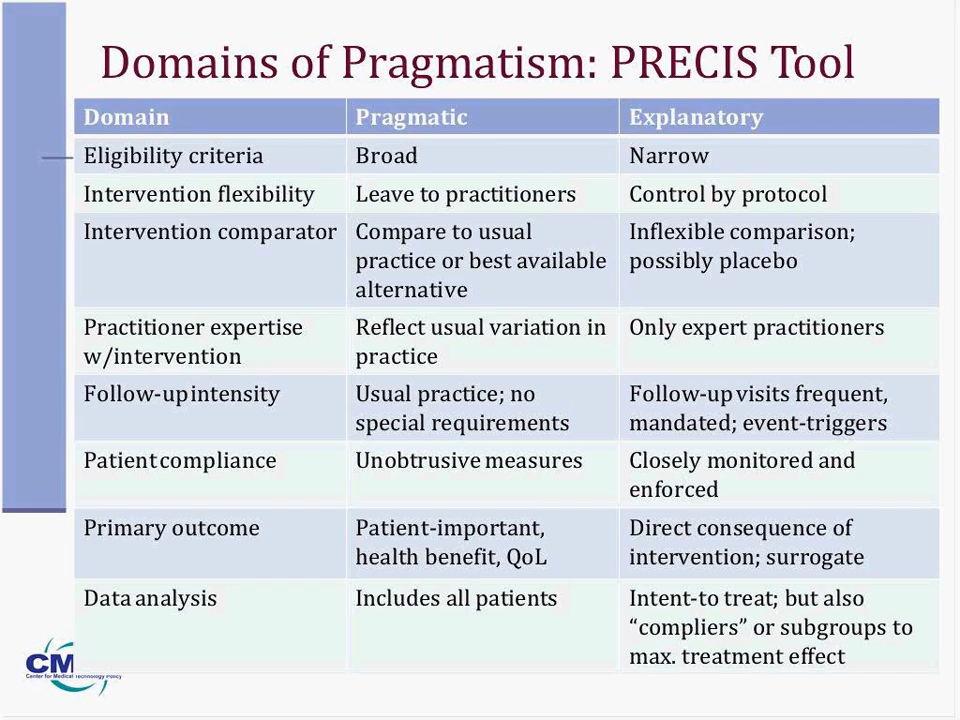 Domains of Pragmatism: PRECIS Tool
Domain Pragmatic Explanatory
Eligibility criteria Broad Narrow
Intervention flexibility Leave to practitioners Control by protocol
Intervention comparator Compare to usual Inflexible comparison;
practice or best available possibly placebo
alternative
Practitioner expertise Reflect usual variation in Only expert practitioners
w/intervention practice
Follow-up intensity Usual practice; no Follow-up visits frequent,
special requirements mandated; event-triggers
Patient compliance Unobtrusive measures Closely monitored and
enforced
Primary outcome Patient-important, Direct consequence of
health benefit, QoL intervention; surrogate
Data analysis Includes all patients Intent-to treat; but also
“compliers” or subgroups to
max. treatment effect
CM
Center for Medical Technology Policy